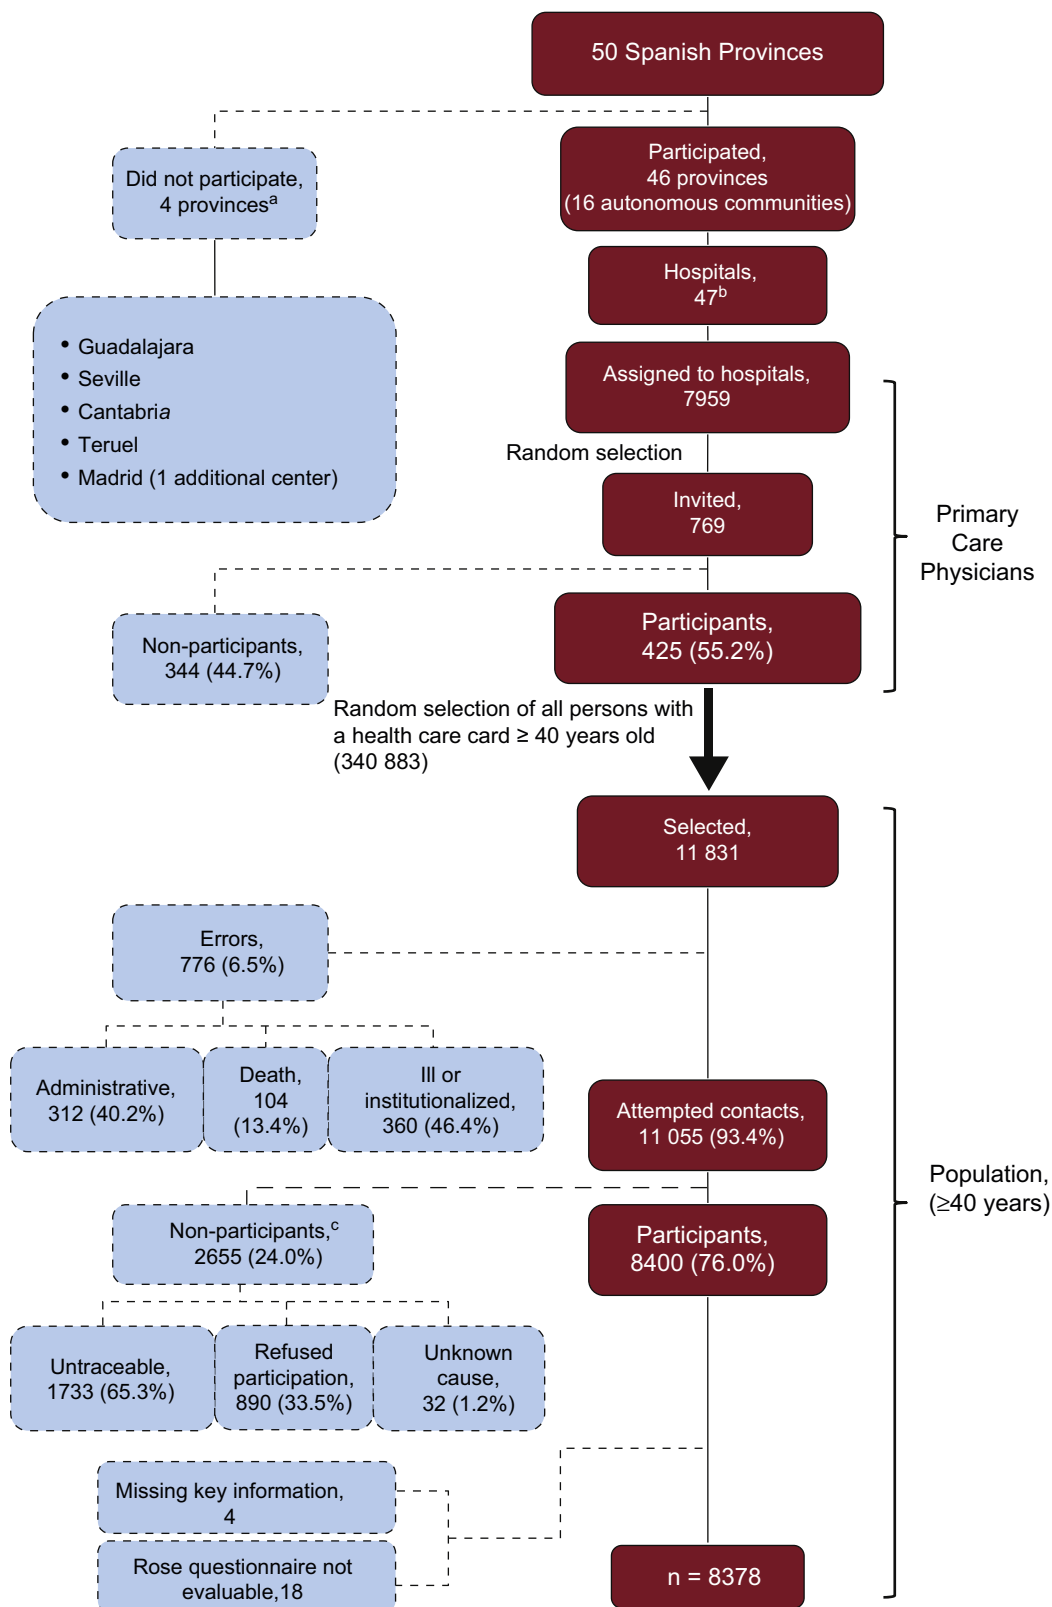 50 Spanish Provinces
Participated,
46 provinces
(16 autonomous communities)
Did not participate,
4 provincesᵃ
Hospitals,
47ᵇ
• Guadalajara
• Seville
• Cantabria
• Teruel
• Madrid (1 additional center)
Assigned to hospitals,
7959
Random selection
Invited,
769
Primary
Care
Physicians
Participants,
425 (55.2%)
Non-participants,
344 (44.7%)
Random selection of all persons with
a health care card ≥ 40 years old
(340 883)
Selected,
11 831
Errors,
776 (6.5%)
Administrative,
312 (40.2%)
Death,
104
(13.4%)
Ill or
institutionalized,
360 (46.4%)
Attempted contacts,
11 055 (93.4%)
Population,
(≥40 years)
Non-participants,ᶜ
2655 (24.0%)
Participants,
8400 (76.0%)
Untraceable,
1733 (65.3%)
Refused
participation,
890 (33.5%)
Unknown
cause,
32 (1.2%)
Missing key information,
4
Rose questionnaire not
evaluable,18
n = 8378